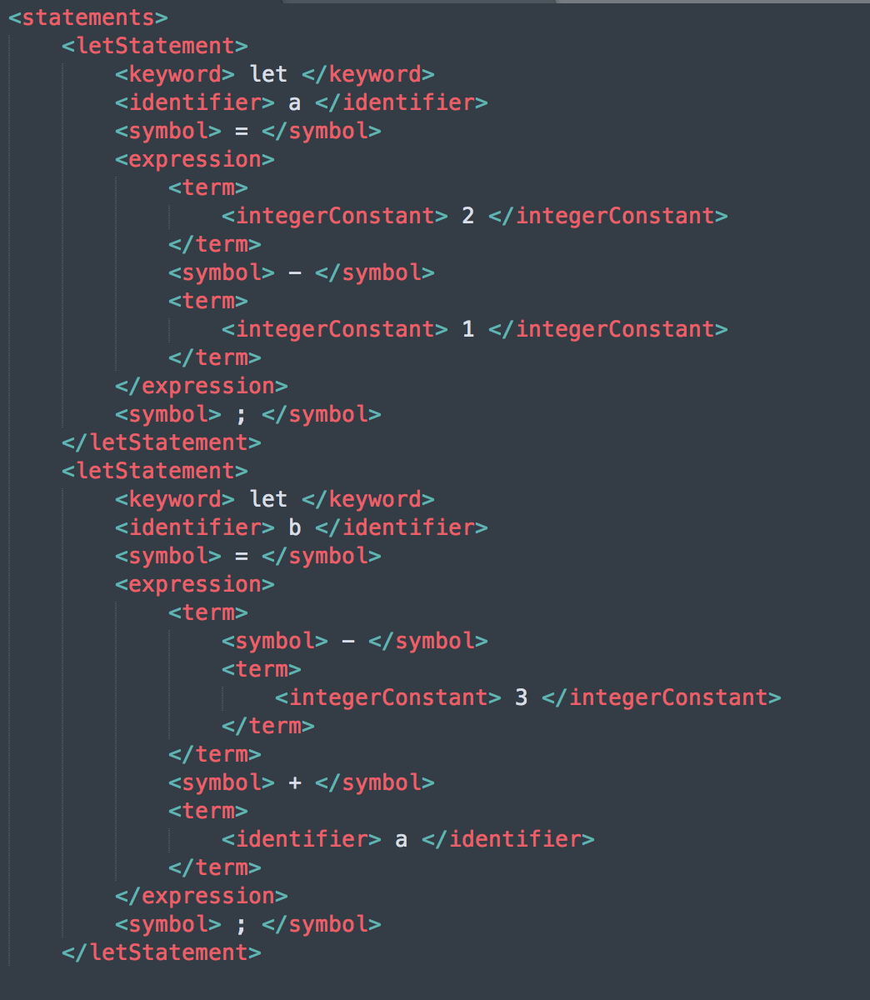 <statements>
    <letStatement>
        <keyword> let </keyword>
        <identifier> a </identifier>
        <symbol> = </symbol>
        <expression>
            <term>
                <integerConstant> 2 </integerConstant>
            </term>
            <symbol> - </symbol>
            <term>
                <integerConstant> 1 </integerConstant>
            </term>
        </expression>
        <symbol> ; </symbol>
    </letStatement>
    <letStatement>
        <keyword> let </keyword>
        <identifier> b </identifier>
        <symbol> = </symbol>
        <expression>
            <term>
                <symbol> - </symbol>
                <term>
                    <integerConstant> 3 </integerConstant>
                </term>
            </term>
            <symbol> + </symbol>
            <term>
                <identifier> a </identifier>
            </term>
        </expression>
        <symbol> ; </symbol>
    </letStatement>